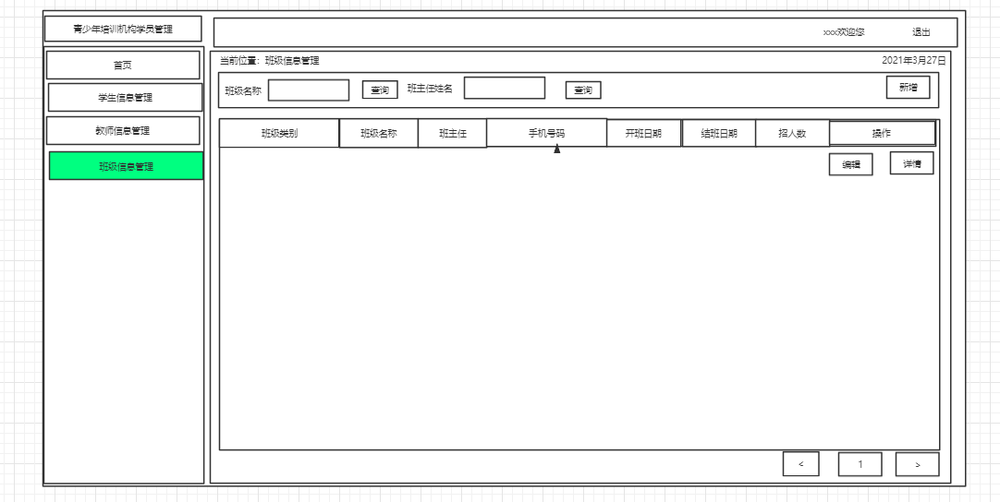 青少年培训机构学员管理
xxx欢迎您 退出
首页
学生信息管理
教师信息管理
班级信息管理
当前位置：班级信息管理 2021年3月27日
班级名称 查询 班主任姓名 查询 新增
班级类别 班级名称 班主任 手机号码 开班日期 结班日期 招人数 操作
编辑 详情
< 1 >